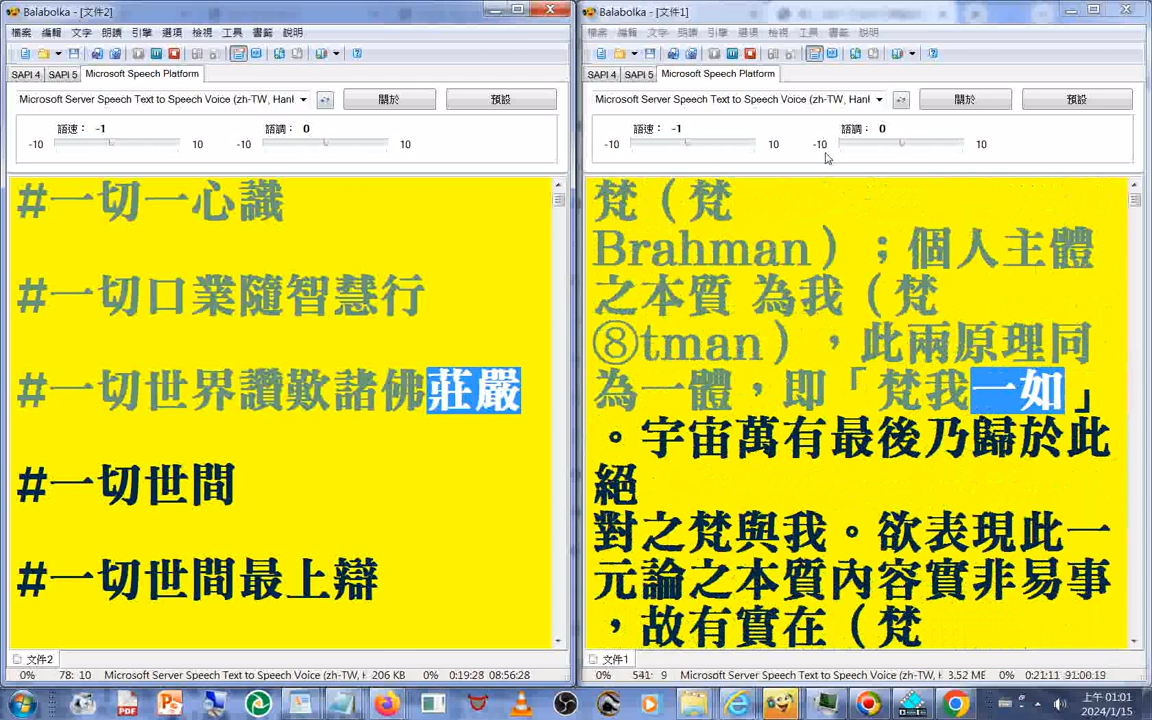 Balabolka - [文件2]
檔案 編輯 文字 朗讀 引擎 選項 檢視 工具 書籤 說明
SAPI 4 SAPI 5 Microsoft Speech Platform
Microsoft Server Speech Text to Speech Voice (zh-TW, Hanl
關於 預設
語速： -1 語調： 0
-10 10 -10 10
#一切一心識
#一切口業隨智慧行
#一切世界讚歎諸佛莊嚴
#一切世間
#一切世間最上辯
文件2
0% 78: 10 Microsoft Server Speech Text to Speech Voice (zh-TW, H 206 KB 0% 0:19:28 08:56:28
Balabolka - [文件1]
檔案 編輯 文字 朗讀 引擎 選項 檢視 工具 書籤 說明
SAPI 4 SAPI 5 Microsoft Speech Platform
Microsoft Server Speech Text to Speech Voice (zh-TW, Hanl
關於 預設
語速： -1 語調： 0
-10 10 -10 10
梵（梵
Brahman）；個人主體
之本質 為我（梵
⑧tman），此兩原理同
為一體，即「梵我一如」
。宇宙萬有最後乃歸於此
絕
對之梵與我。欲表現此一
元論之本質內容實非易事
，故有實在（梵
文件1
0% 541: 9 Microsoft Server Speech Text to Speech Voice (zh-TW, 3.52 ME 0% 0:21:11 91:00:19
上午 01:01
2024/1/15